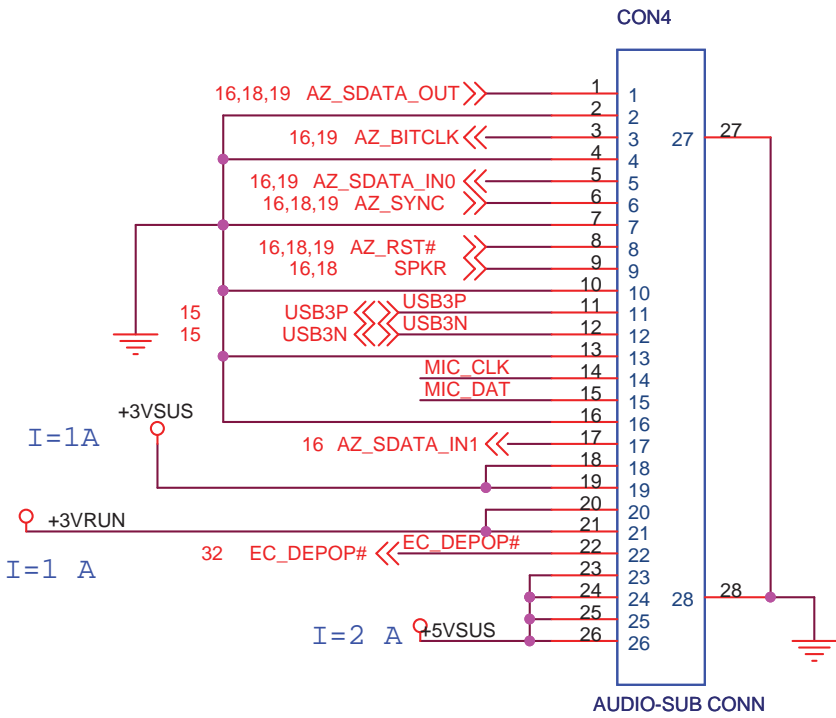 CON4
16,18,19 AZ_SDATA_OUT 1 1
2 2
16,19 AZ_BITCLK 3 3 27 27
4 4
16,19 AZ_SDATA_IN0 5 5
16,18,19 AZ_SYNC 6 6
7 7
16,18,19 AZ_RST# 8 8
16,18 SPKR 9 9
10 10
15 USB3P USB3P 11 11
15 USB3N USB3N 12 12
13 13
MIC_CLK 14 14
MIC_DAT 15 15
+3VSUS 16 16
I=1A 16 AZ_SDATA_IN1 17 17
18 18
19 19
+3VRUN 20 20
21 21
32 EC_DEPOP# EC_DEPOP# 22 22
I=1 A 23 23
24 24 28 28
25 25
I=2 A +5VSUS 26 26
AUDIO-SUB CONN